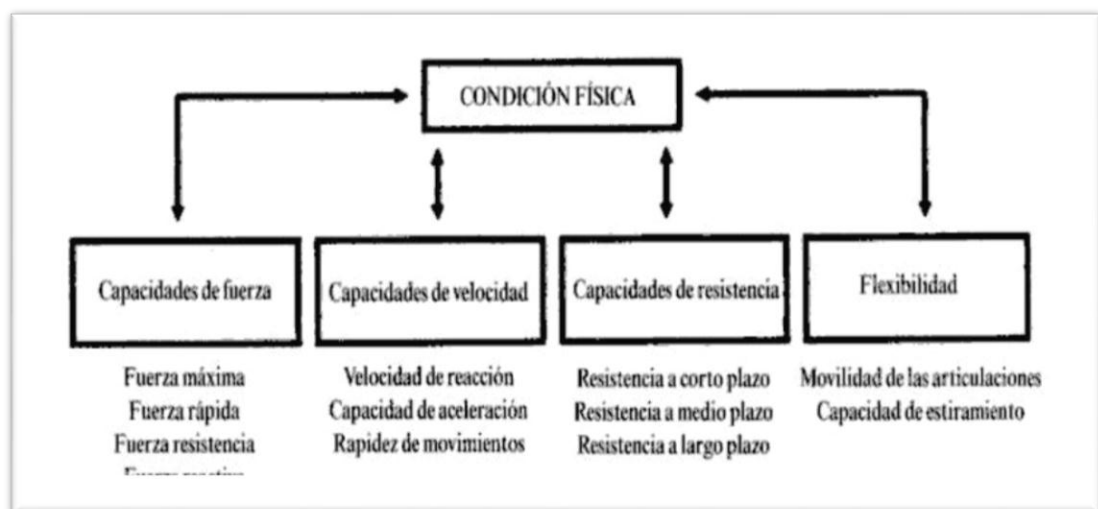 CONDICIÓN FÍSICA
Capacidades de fuerza
Fuerza máxima
Fuerza rápida
Fuerza resistencia
Capacidades de velocidad
Velocidad de reacción
Capacidad de aceleración
Rapidez de movimientos
Capacidades de resistencia
Resistencia a corto plazo
Resistencia a medio plazo
Resistencia a largo plazo
Flexibilidad
Movilidad de las articulaciones
Capacidad de estiramiento